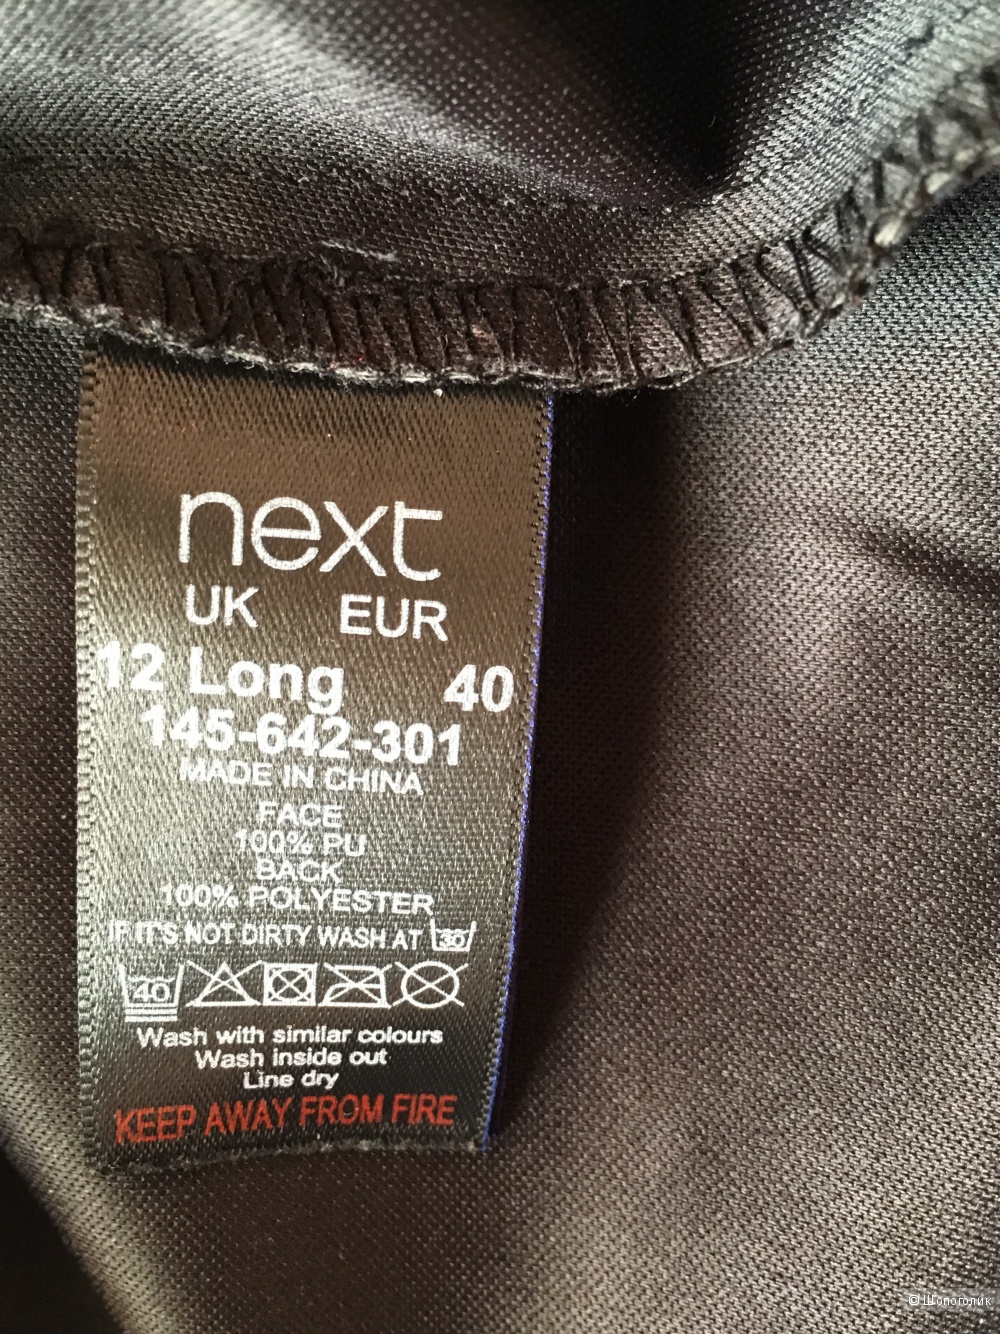 next
UK EUR
12 Long 40
145-642-301
MADE IN CHINA
FACE
100% PU
BACK
100% POLYESTER
IF IT'S NOT DIRTY WASH AT 30
40
Wash with similar colours
Wash inside out
Line dry
KEEP AWAY FROM FIRE
© Шопоголик